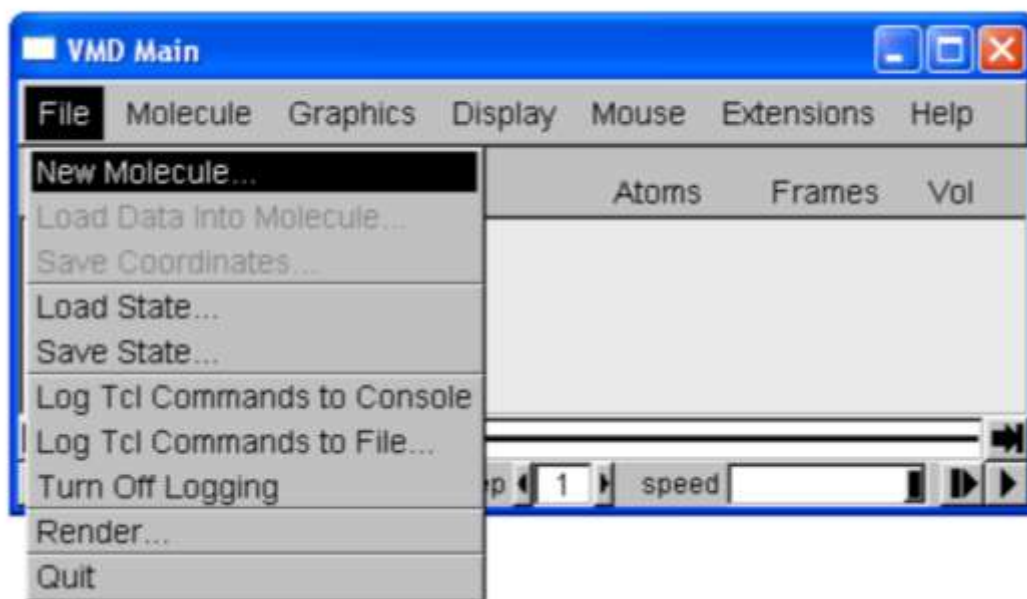 VMD Main
File Molecule Graphics Display Mouse Extensions Help
New Molecule...
Atoms Frames Vol
Load Data Into Molecule...
Save Coordinates...
Load State...
Save State...
Log Tcl Commands to Console
Log Tcl Commands to File...
Turn Off Logging
ep 1 speed
Render...
Quit